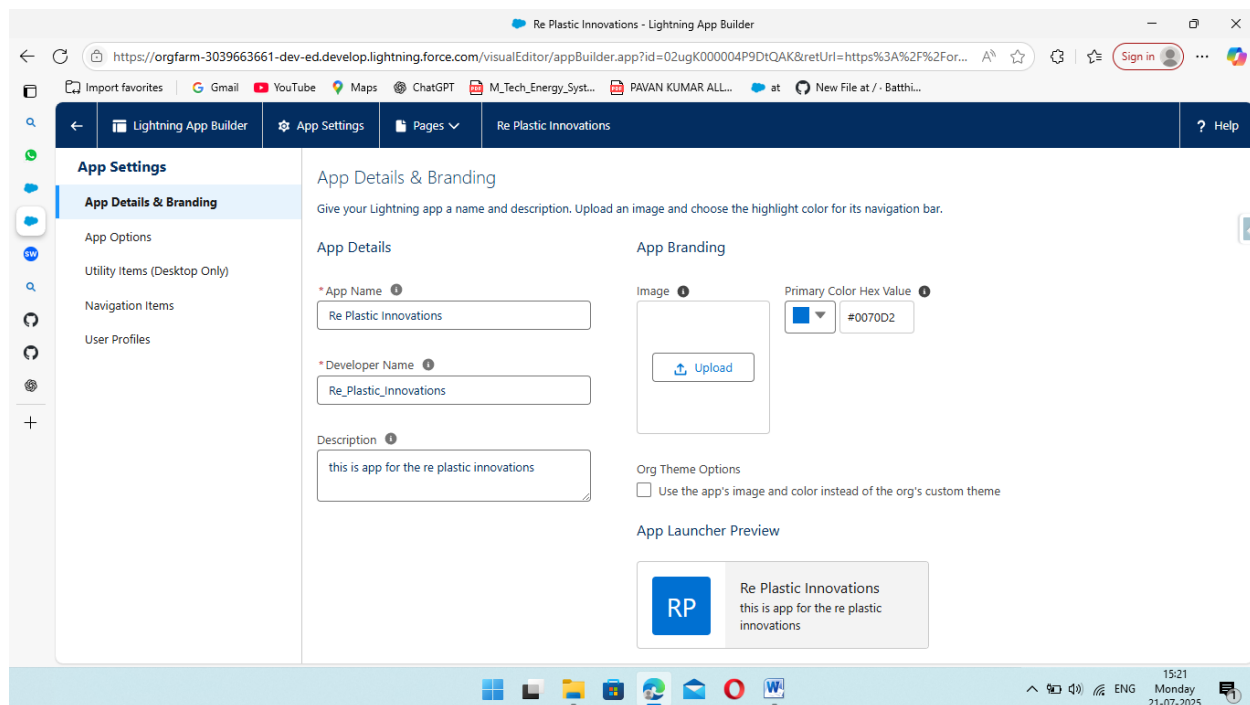 Re Plastic Innovations - Lightning App Builder
https://orgfarm-3039663661-dev-ed.develop.lightning.force.com/visualEditor/appBuilder.app?id=02ugK000004P9DtQAK&retUrl=https%3A%2F%2For...
Sign in
Import favorites
Gmail
YouTube
Maps
ChatGPT
M_Tech_Energy_Syst...
PAVAN KUMAR ALL...
at
New File at / · Batthi...
Lightning App Builder
App Settings
Pages
Re Plastic Innovations
? Help
App Settings
App Details & Branding
App Options
Utility Items (Desktop Only)
Navigation Items
User Profiles
App Details & Branding
Give your Lightning app a name and description. Upload an image and choose the highlight color for its navigation bar.
App Details
*App Name
Re Plastic Innovations
*Developer Name
Re_Plastic_Innovations
Description
this is app for the re plastic innovations
App Branding
Image
Upload
Primary Color Hex Value
#0070D2
Org Theme Options
Use the app's image and color instead of the org's custom theme
App Launcher Preview
RP
Re Plastic Innovations
this is app for the re plastic
innovations
SW
ENG
15:21
Monday
21-07-2025
1